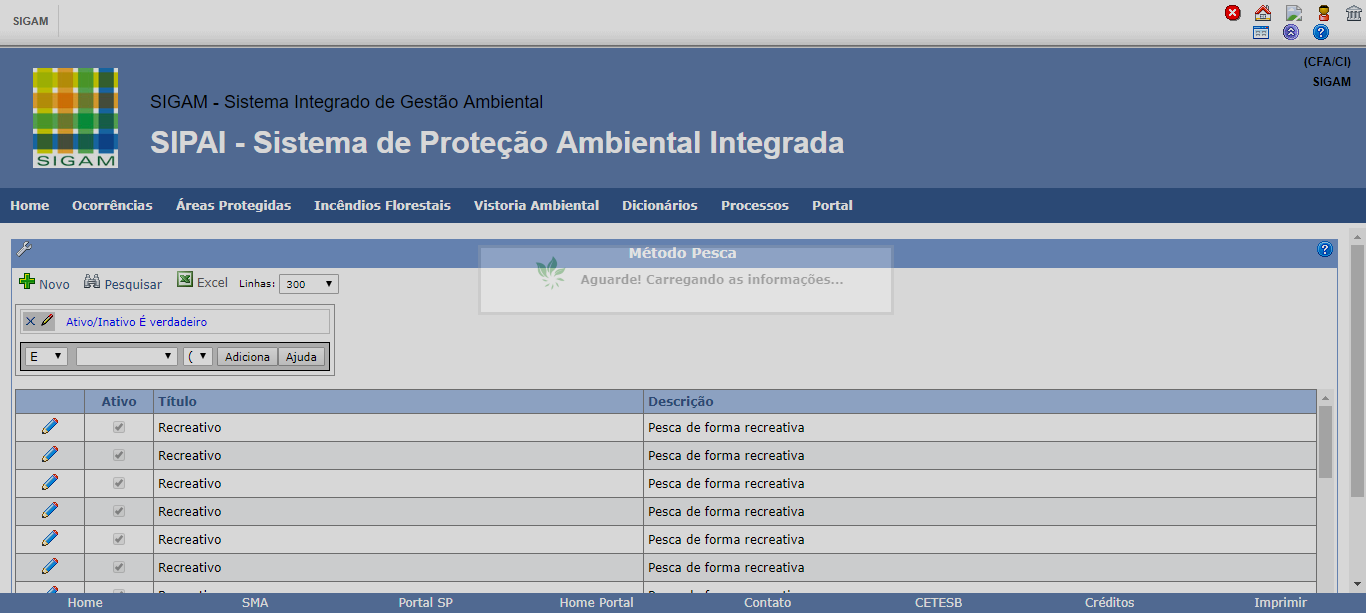 SIGAM
(CFA/CI)
SIGAM
SIGAM
SIGAM - Sistema Integrado de Gestão Ambiental
SIPAI - Sistema de Proteção Ambiental Integrada
Home Ocorrências Áreas Protegidas Incêndios Florestais Vistoria Ambiental Dicionários Processos Portal
Método Pesca
Aguarde! Carregando as informações...
Novo Pesquisar Excel Linhas: 300
Ativo/Inativo É verdadeiro
E ( Adiciona Ajuda
Ativo Título Descrição
Recreativo Pesca de forma recreativa
Recreativo Pesca de forma recreativa
Recreativo Pesca de forma recreativa
Recreativo Pesca de forma recreativa
Recreativo Pesca de forma recreativa
Recreativo Pesca de forma recreativa
Home SMA Portal SP Home Portal Contato CETESB Créditos Imprimir